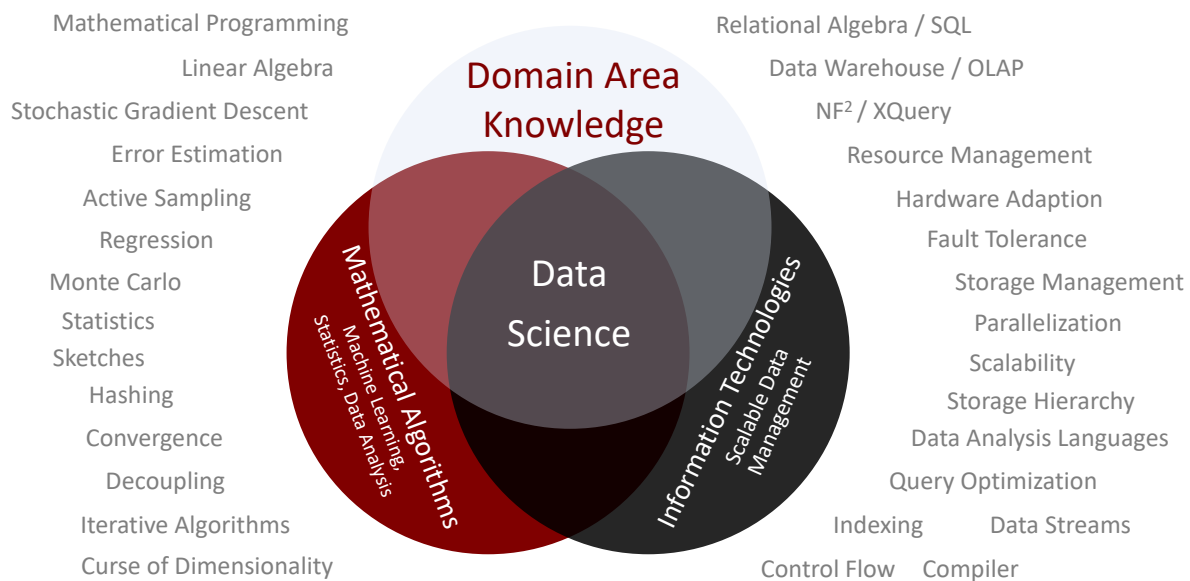 Mathematical Programming
Linear Algebra
Stochastic Gradient Descent
Error Estimation
Active Sampling
Regression
Monte Carlo
Statistics
Sketches
Hashing
Convergence
Decoupling
Iterative Algorithms
Curse of Dimensionality
Domain Area
Knowledge
Data
Science
Mathematical Algorithms
Machine Learning,
Statistics, Data Analysis
Information Technologies
Scalable Data
Management
Relational Algebra / SQL
Data Warehouse / OLAP
NF² / XQuery
Resource Management
Hardware Adaption
Fault Tolerance
Storage Management
Parallelization
Scalability
Storage Hierarchy
Data Analysis Languages
Query Optimization
Indexing Data Streams
Control Flow Compiler